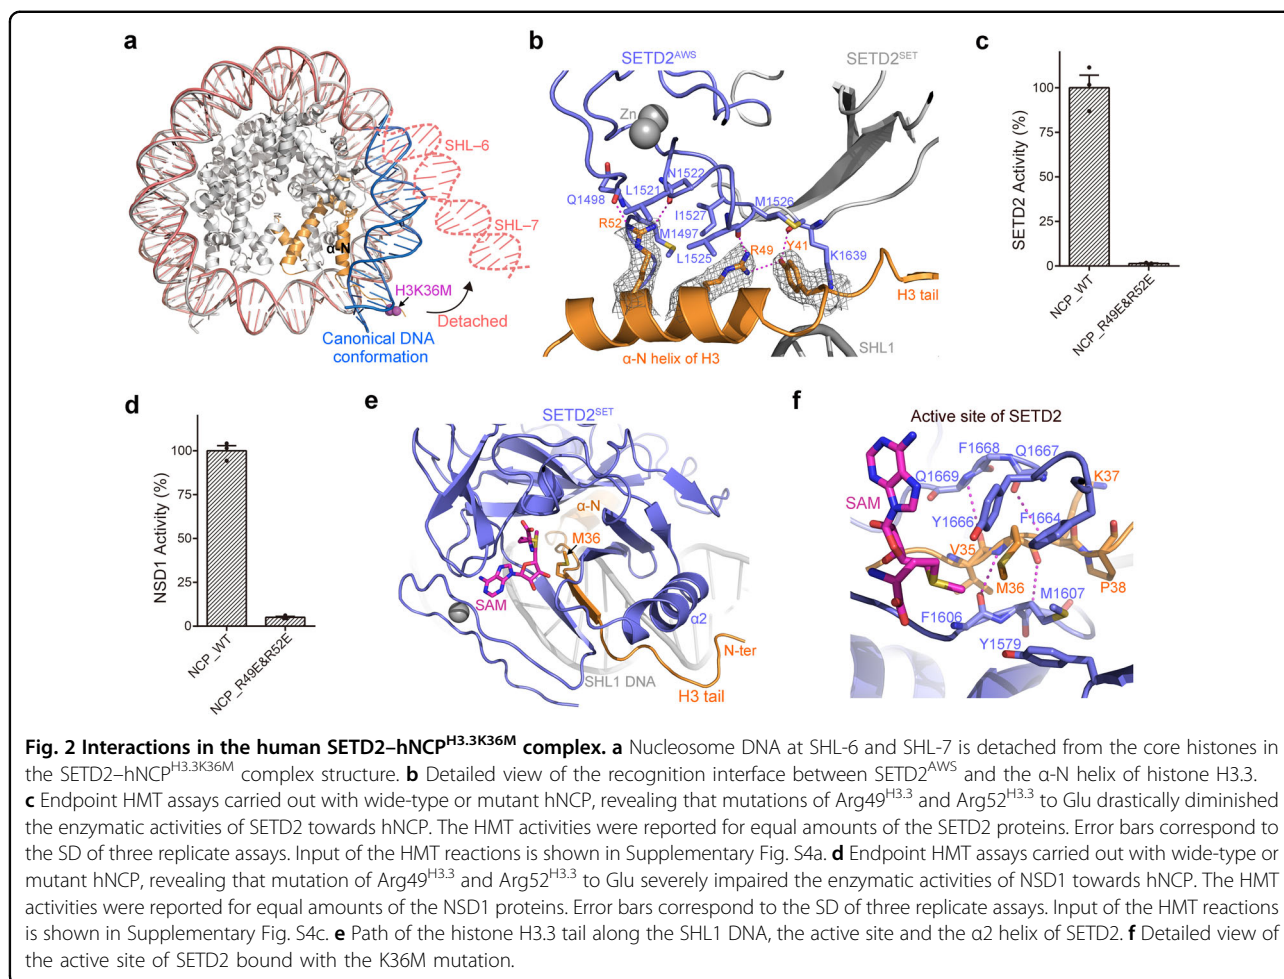 a
SHL–6
SHL–7
α-N
H3K36M
Detached
Canonical DNA
conformation
b
SETD2AWS
SETD2SET
Zn
N1522
L1521
Q1498
M1526
I1527
R52
M1497
R49
Y41
L1525
K1639
H3 tail
α-N helix of H3
SHL1
c
SETD2 Activity (%)
100
75
50
25
0
NCP_WT
NCP_R49E&R52E
d
NSD1 Activity (%)
100
75
50
25
0
NCP_WT
NCP_R49E&R52E
e
SETD2SET
α-N
M36
SAM
α2
N-ter
SHL1 DNA
H3 tail
f
Active site of SETD2
F1668
Q1667
Q1669
K37
SAM
Y1666
F1664
V35
M36
P38
F1606
M1607
Y1579
Fig. 2 Interactions in the human SETD2–hNCPH3.3K36M complex. a Nucleosome DNA at SHL-6 and SHL-7 is detached from the core histones in
the SETD2–hNCPH3.3K36M complex structure. b Detailed view of the recognition interface between SETD2AWS and the α-N helix of histone H3.3.
c Endpoint HMT assays carried out with wide-type or mutant hNCP, revealing that mutations of Arg49H3.3 and Arg52H3.3 to Glu drastically diminished
the enzymatic activities of SETD2 towards hNCP. The HMT activities were reported for equal amounts of the SETD2 proteins. Error bars correspond to
the SD of three replicate assays. Input of the HMT reactions is shown in Supplementary Fig. S4a. d Endpoint HMT assays carried out with wide-type or
mutant hNCP, revealing that mutation of Arg49H3.3 and Arg52H3.3 to Glu severely impaired the enzymatic activities of NSD1 towards hNCP. The HMT
activities were reported for equal amounts of the NSD1 proteins. Error bars correspond to the SD of three replicate assays. Input of the HMT reactions
is shown in Supplementary Fig. S4c. e Path of the histone H3.3 tail along the SHL1 DNA, the active site and the α2 helix of SETD2. f Detailed view of
the active site of SETD2 bound with the K36M mutation.